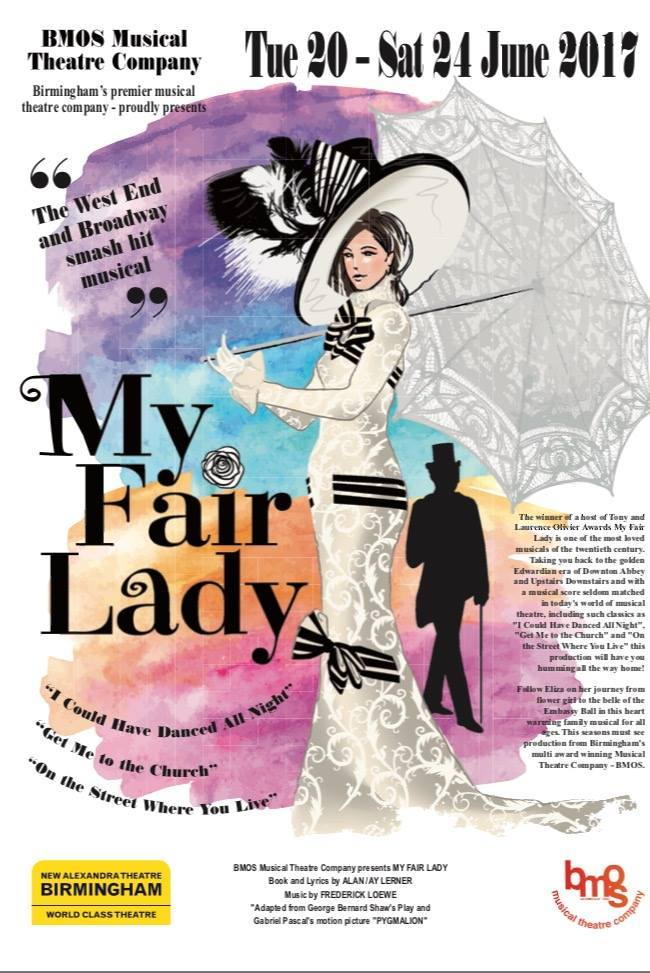 BMOS Musical
Theatre Company
Birmingham's premier musical
theatre company - proudly presents
Tue 20 - Sat 24 June 2017
“
The West End
and Broadway
smash hit
musical
”
My
Fair
Lady
"I Could Have Danced All Night"
"Get Me to the Church"
"On the Street Where You Live"
The winner of a host of Tony and
Laurence Olivier Awards My Fair
Lady is one of the most loved
musicals of the twentieth century.
Taking you back to the golden
Edwardian era of Downton Abbey
and Upstairs Downstairs and with
a musical score seldom matched
in today's world of musical
theatre, including such classics as
"I Could Have Danced All Night",
"Get Me to the Church" and "On
the Street Where You Live" this
production will have you
humming all the way home!
Follow Eliza on her journey from
flower girl to the belle of the
Embassy Ball in this heart
warming family musical for all
ages. This seasons must see
production from Birmingham's
multi award winning Musical
Theatre Company - BMOS.
NEW ALEXANDRA THEATRE
BIRMINGHAM
WORLD CLASS THEATRE
BMOS Musical Theatre Company presents MY FAIR LADY
Book and Lyrics by ALAN JAY LERNER
Music by FREDERICK LOEWE
"Adapted from George Bernard Shaw's Play and
Gabriel Pascal's motion picture "PYGMALION"
bmos
musical theatre company